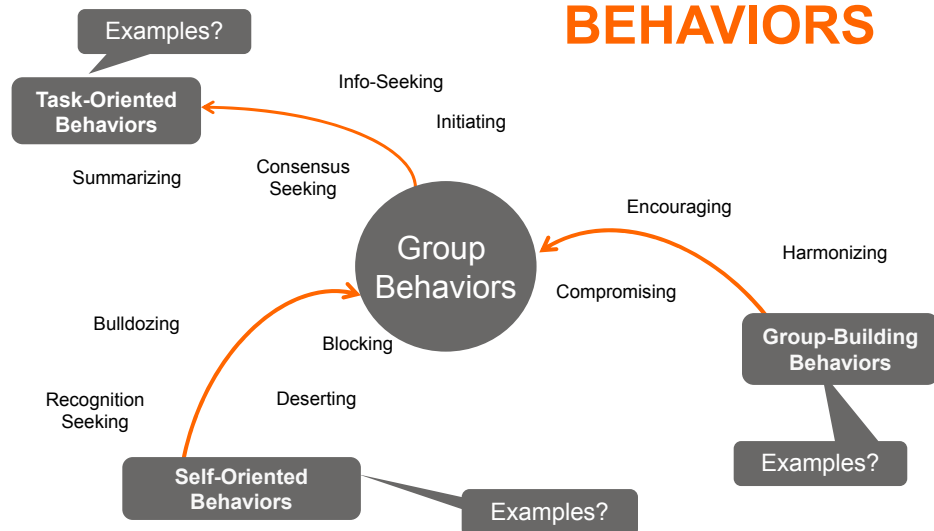 BEHAVIORS
Examples?
Task-Oriented
Behaviors
Info-Seeking
Initiating
Summarizing
Consensus
Seeking
Group
Behaviors
Encouraging
Harmonizing
Compromising
Group-Building
Behaviors
Examples?
Bulldozing
Blocking
Recognition
Seeking
Deserting
Self-Oriented
Behaviors
Examples?